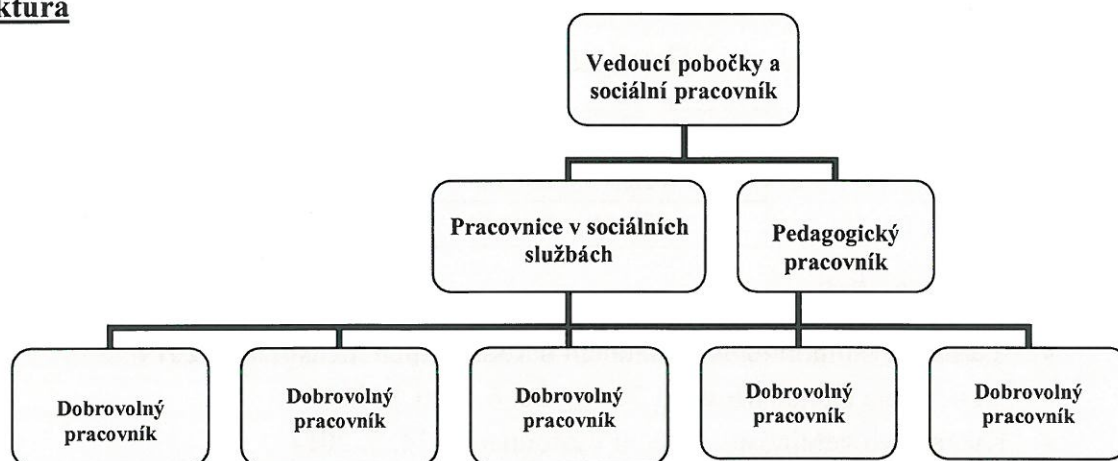 ktura
Vedoucí pobočky a
sociální pracovník
Pracovnice v sociálních
službách
Pedagogický
pracovník
Dobrovolný
pracovník
Dobrovolný
pracovník
Dobrovolný
pracovník
Dobrovolný
pracovník
Dobrovolný
pracovník